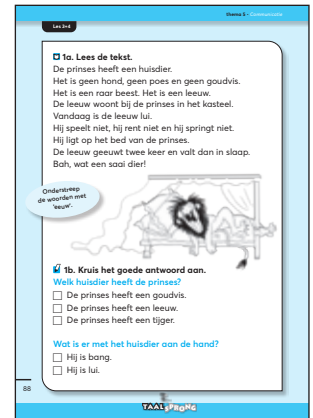 thema 5 • Communicatie
Les 3+4
1a. Lees de tekst.
De prinses heeft een huisdier.
Het is geen hond, geen poes en geen goudvis.
Het is een raar beest. Het is een leeuw.
De leeuw woont bij de prinses in het kasteel.
Vandaag is de leeuw lui.
Hij speelt niet, hij rent niet en hij springt niet.
Hij ligt op het bed van de prinses.
De leeuw geeuwt twee keer en valt dan in slaap.
Bah, wat een saai dier!
Onderstreep
de woorden met
'eeuw'.
1b. Kruis het goede antwoord aan.
Welk huisdier heeft de prinses?
De prinses heeft een goudvis.
De prinses heeft een leeuw.
De prinses heeft een tijger.
Wat is er met het huisdier aan de hand?
Hij is bang.
Hij is lui.
88
TAALSPRONG